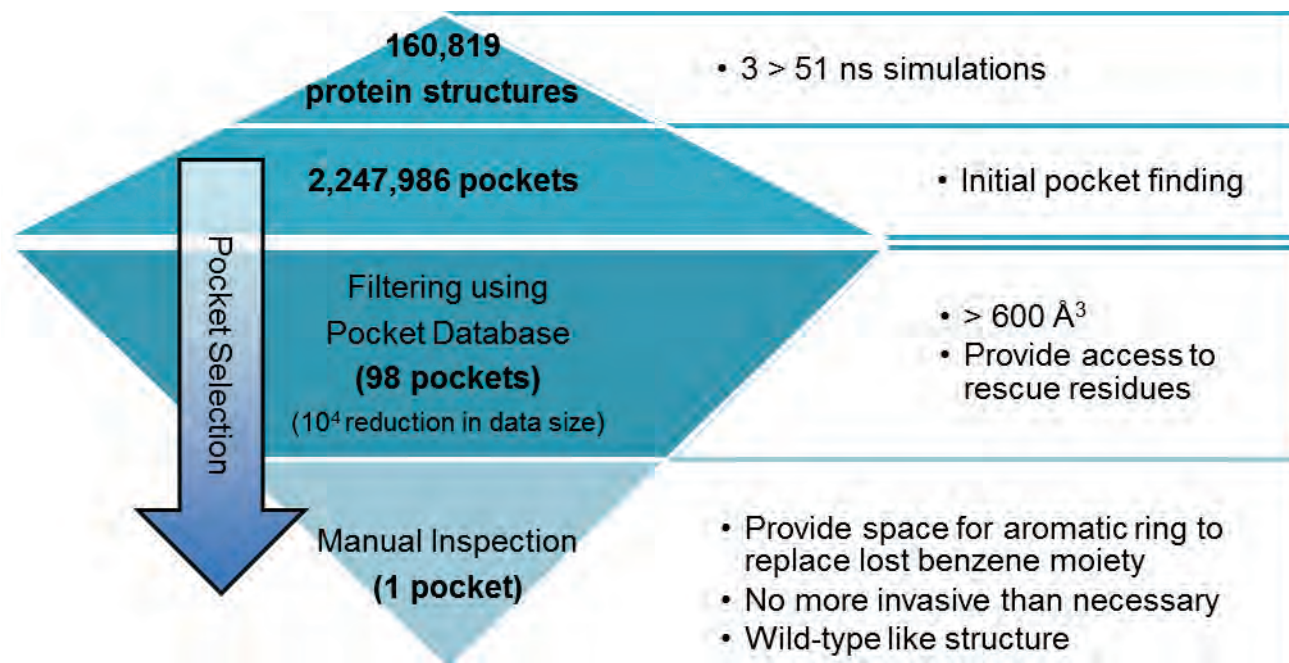 160,819
protein structures
• 3 > 51 ns simulations
2,247,986 pockets
• Initial pocket finding
Pocket Selection
Filtering using
Pocket Database
(98 pockets)
(10⁴ reduction in data size)
• > 600 Å³
• Provide access to
rescue residues
Manual Inspection
(1 pocket)
• Provide space for aromatic ring to
replace lost benzene moiety
• No more invasive than necessary
• Wild-type like structure